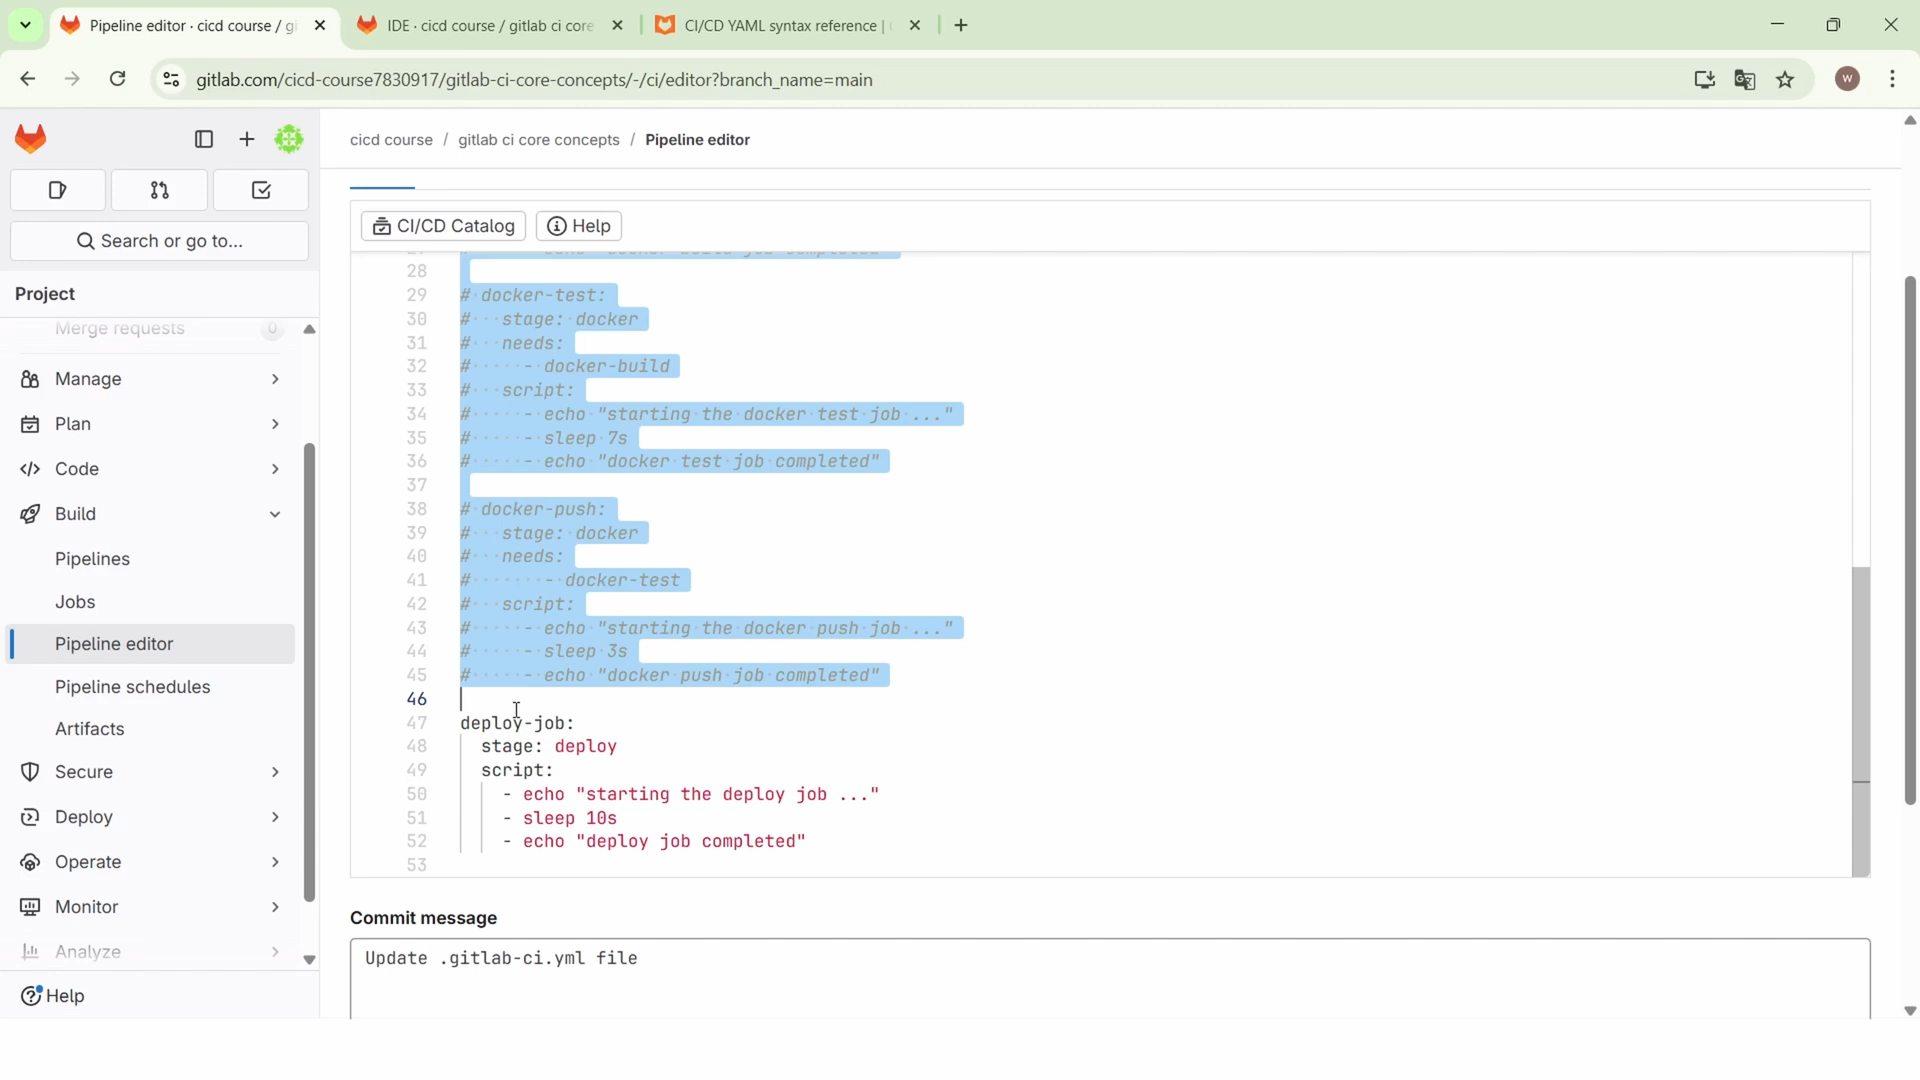 Pipeline editor · cicd course / gi
IDE · cicd course / gitlab ci core
CI/CD YAML syntax reference |
gitlab.com/cicd-course7830917/gitlab-ci-core-concepts/-/ci/editor?branch_name=main
W
cicd course / gitlab ci core concepts / Pipeline editor
Search or go to...
CI/CD Catalog
Help
Project
Merge requests 0
Manage
Plan
Code
Build
Pipelines
Jobs
Pipeline editor
Pipeline schedules
Artifacts
Secure
Deploy
Operate
Monitor
Analyze
Help
28
29 # docker-test:
30 #   stage: docker
31 #   needs:
32 #     - docker-build
33 #   script:
34 #     - echo "starting the docker test job ..."
35 #     - sleep 7s
36 #     - echo "docker test job completed"
37
38 # docker-push:
39 #   stage: docker
40 #   needs:
41 #       - docker-test
42 #   script:
43 #     - echo "starting the docker push job ..."
44 #     - sleep 3s
45 #     - echo "docker push job completed"
46
47 deploy-job:
48   stage: deploy
49   script:
50     - echo "starting the deploy job ..."
51     - sleep 10s
52     - echo "deploy job completed"
53
Commit message
Update .gitlab-ci.yml file